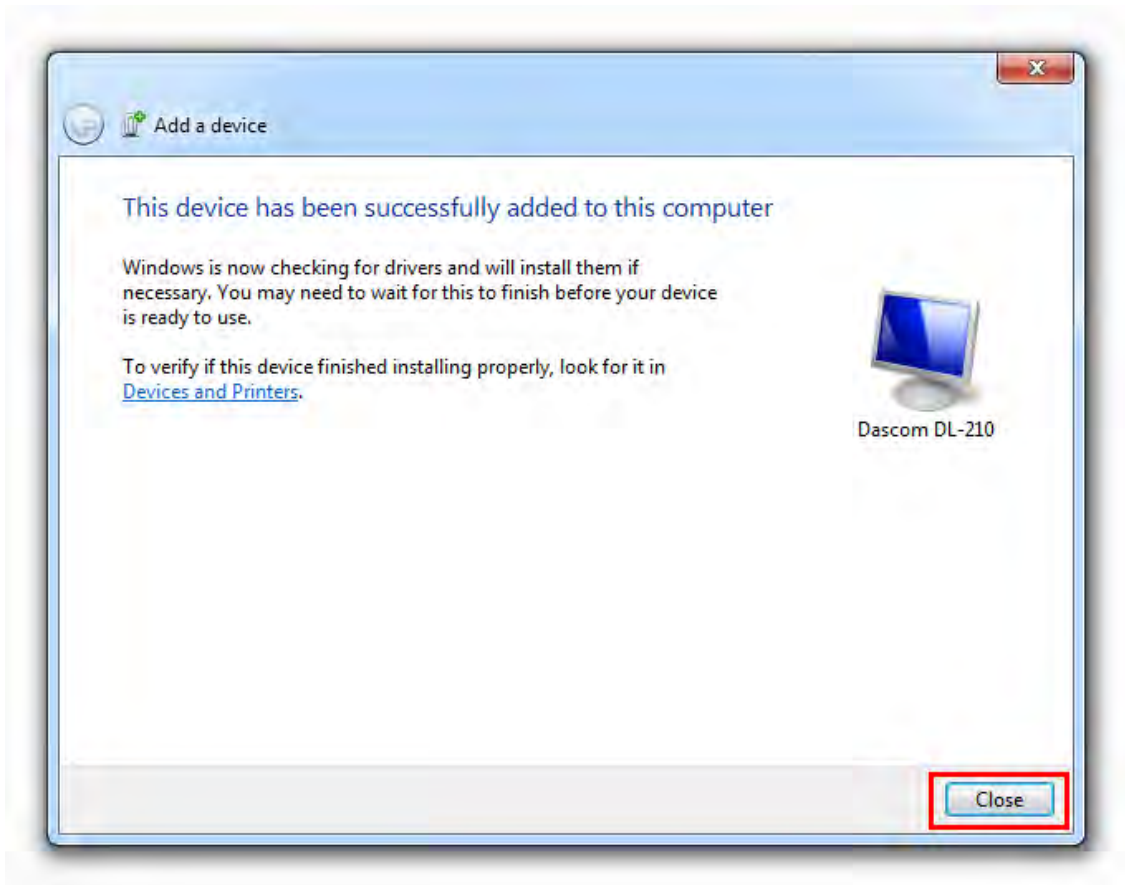 Add a device
This device has been successfully added to this computer
Windows is now checking for drivers and will install them if
necessary. You may need to wait for this to finish before your device
is ready to use.
To verify if this device finished installing properly, look for it in
Devices and Printers.
Dascom DL-210
Close